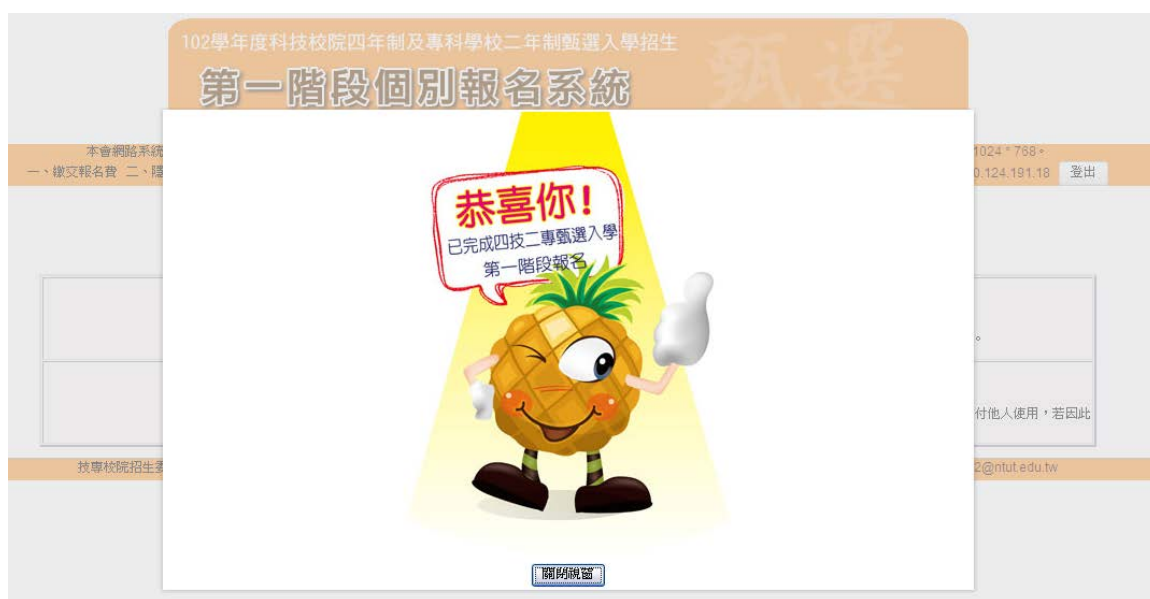 102學年度科技校院四年制及專科學校二年制甄選入學招生
甄選
第一階段個別報名系統
本會網路系統
1024 * 768。
一、繳交報名費 二、隱
0.124.191.18 登出
恭喜你!
已完成四技二專甄選入學
第一階段報名
。
付他人使用，若因此
技專校院招生委
2@ntut.edu.tw
關閉視窗